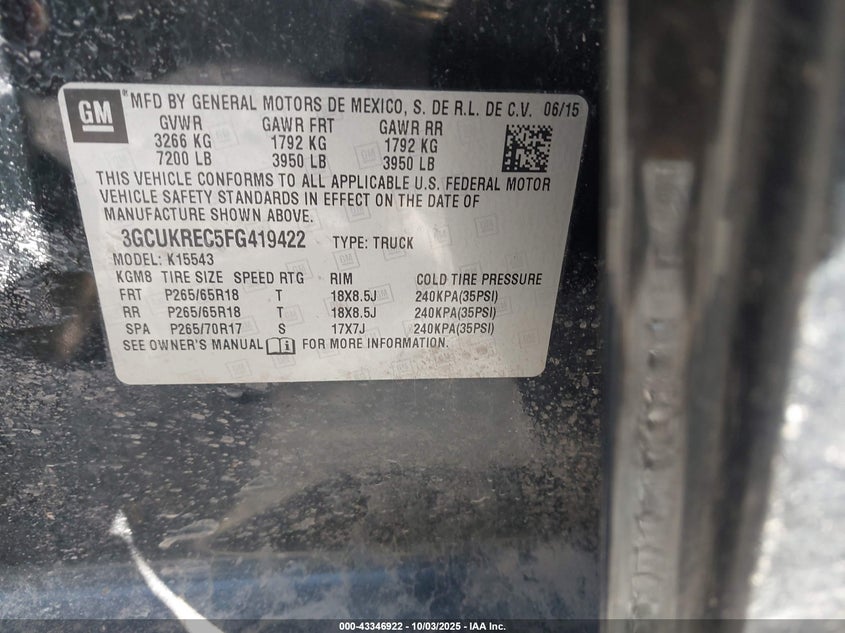 GM ® MFD BY GENERAL MOTORS DE MEXICO, S. DE R.L. DE C.V. 06/15
GVWR GAWR FRT GAWR RR
3266 KG 1792 KG 1792 KG
7200 LB 3950 LB 3950 LB
THIS VEHICLE CONFORMS TO ALL APPLICABLE U.S. FEDERAL MOTOR
VEHICLE SAFETY STANDARDS IN EFFECT ON THE DATE OF
MANUFACTURE SHOWN ABOVE.
3GCUKREC5FG419422 TYPE: TRUCK
MODEL: K15543
KGM8 TIRE SIZE SPEED RTG RIM COLD TIRE PRESSURE
FRT P265/65R18 T 18X8.5J 240KPA(35PSI)
RR P265/65R18 T 18X8.5J 240KPA(35PSI)
SPA P265/70R17 S 17X7J 240KPA(35PSI)
SEE OWNER'S MANUAL i FOR MORE INFORMATION.
000-43346922 - 10/03/2025 - IAA Inc.